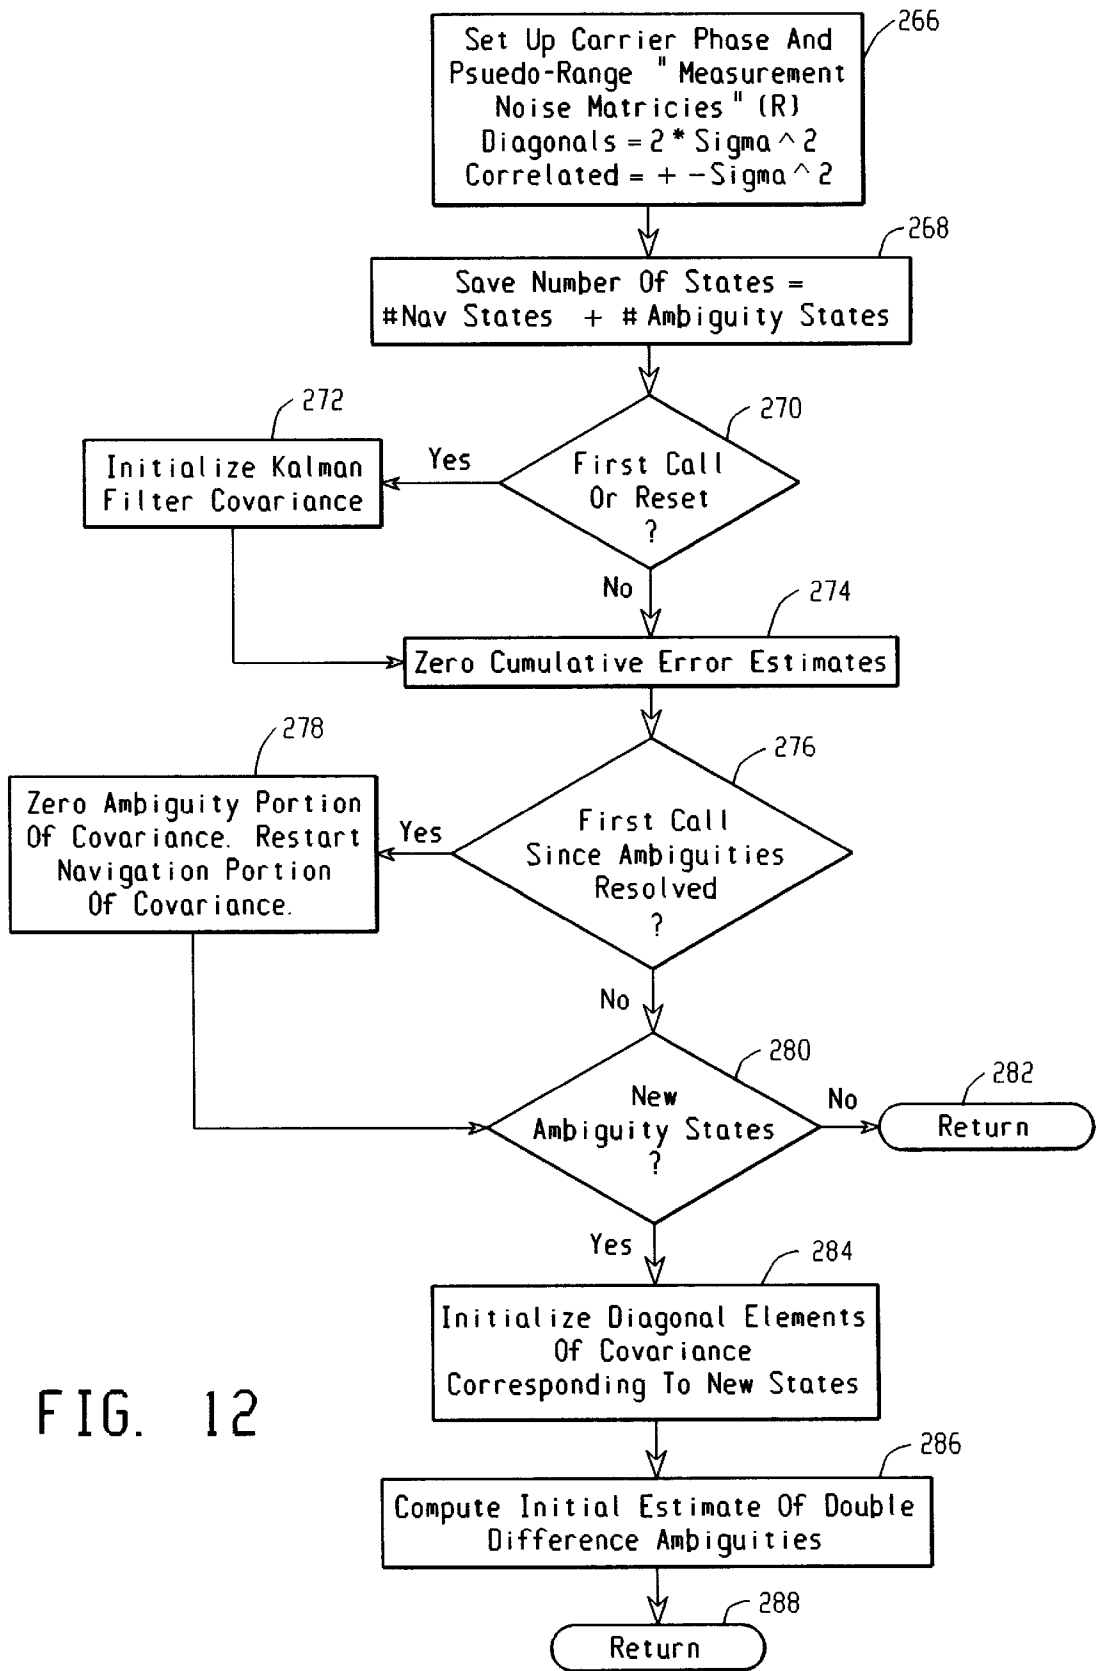 266
Set Up Carrier Phase And
Psuedo-Range " Measurement
Noise Matricies " (R)
Diagonals = 2 * Sigma ^ 2
Correlated = + - Sigma ^ 2
268
Save Number Of States =
#Nav States + # Ambiguity States
272
270
Initialize Kalman
Filter Covariance
Yes
First Call
Or Reset
?
No
274
Zero Cumulative Error Estimates
278
276
Zero Ambiguity Portion
Of Covariance. Restart
Navigation Portion
Of Covariance.
Yes
First Call
Since Ambiguities
Resolved
?
No
280
282
New
Ambiguity States
?
No
Return
Yes
284
Initialize Diagonal Elements
Of Covariance
Corresponding To New States
FIG. 12
286
Compute Initial Estimate Of Double
Difference Ambiguities
288
Return